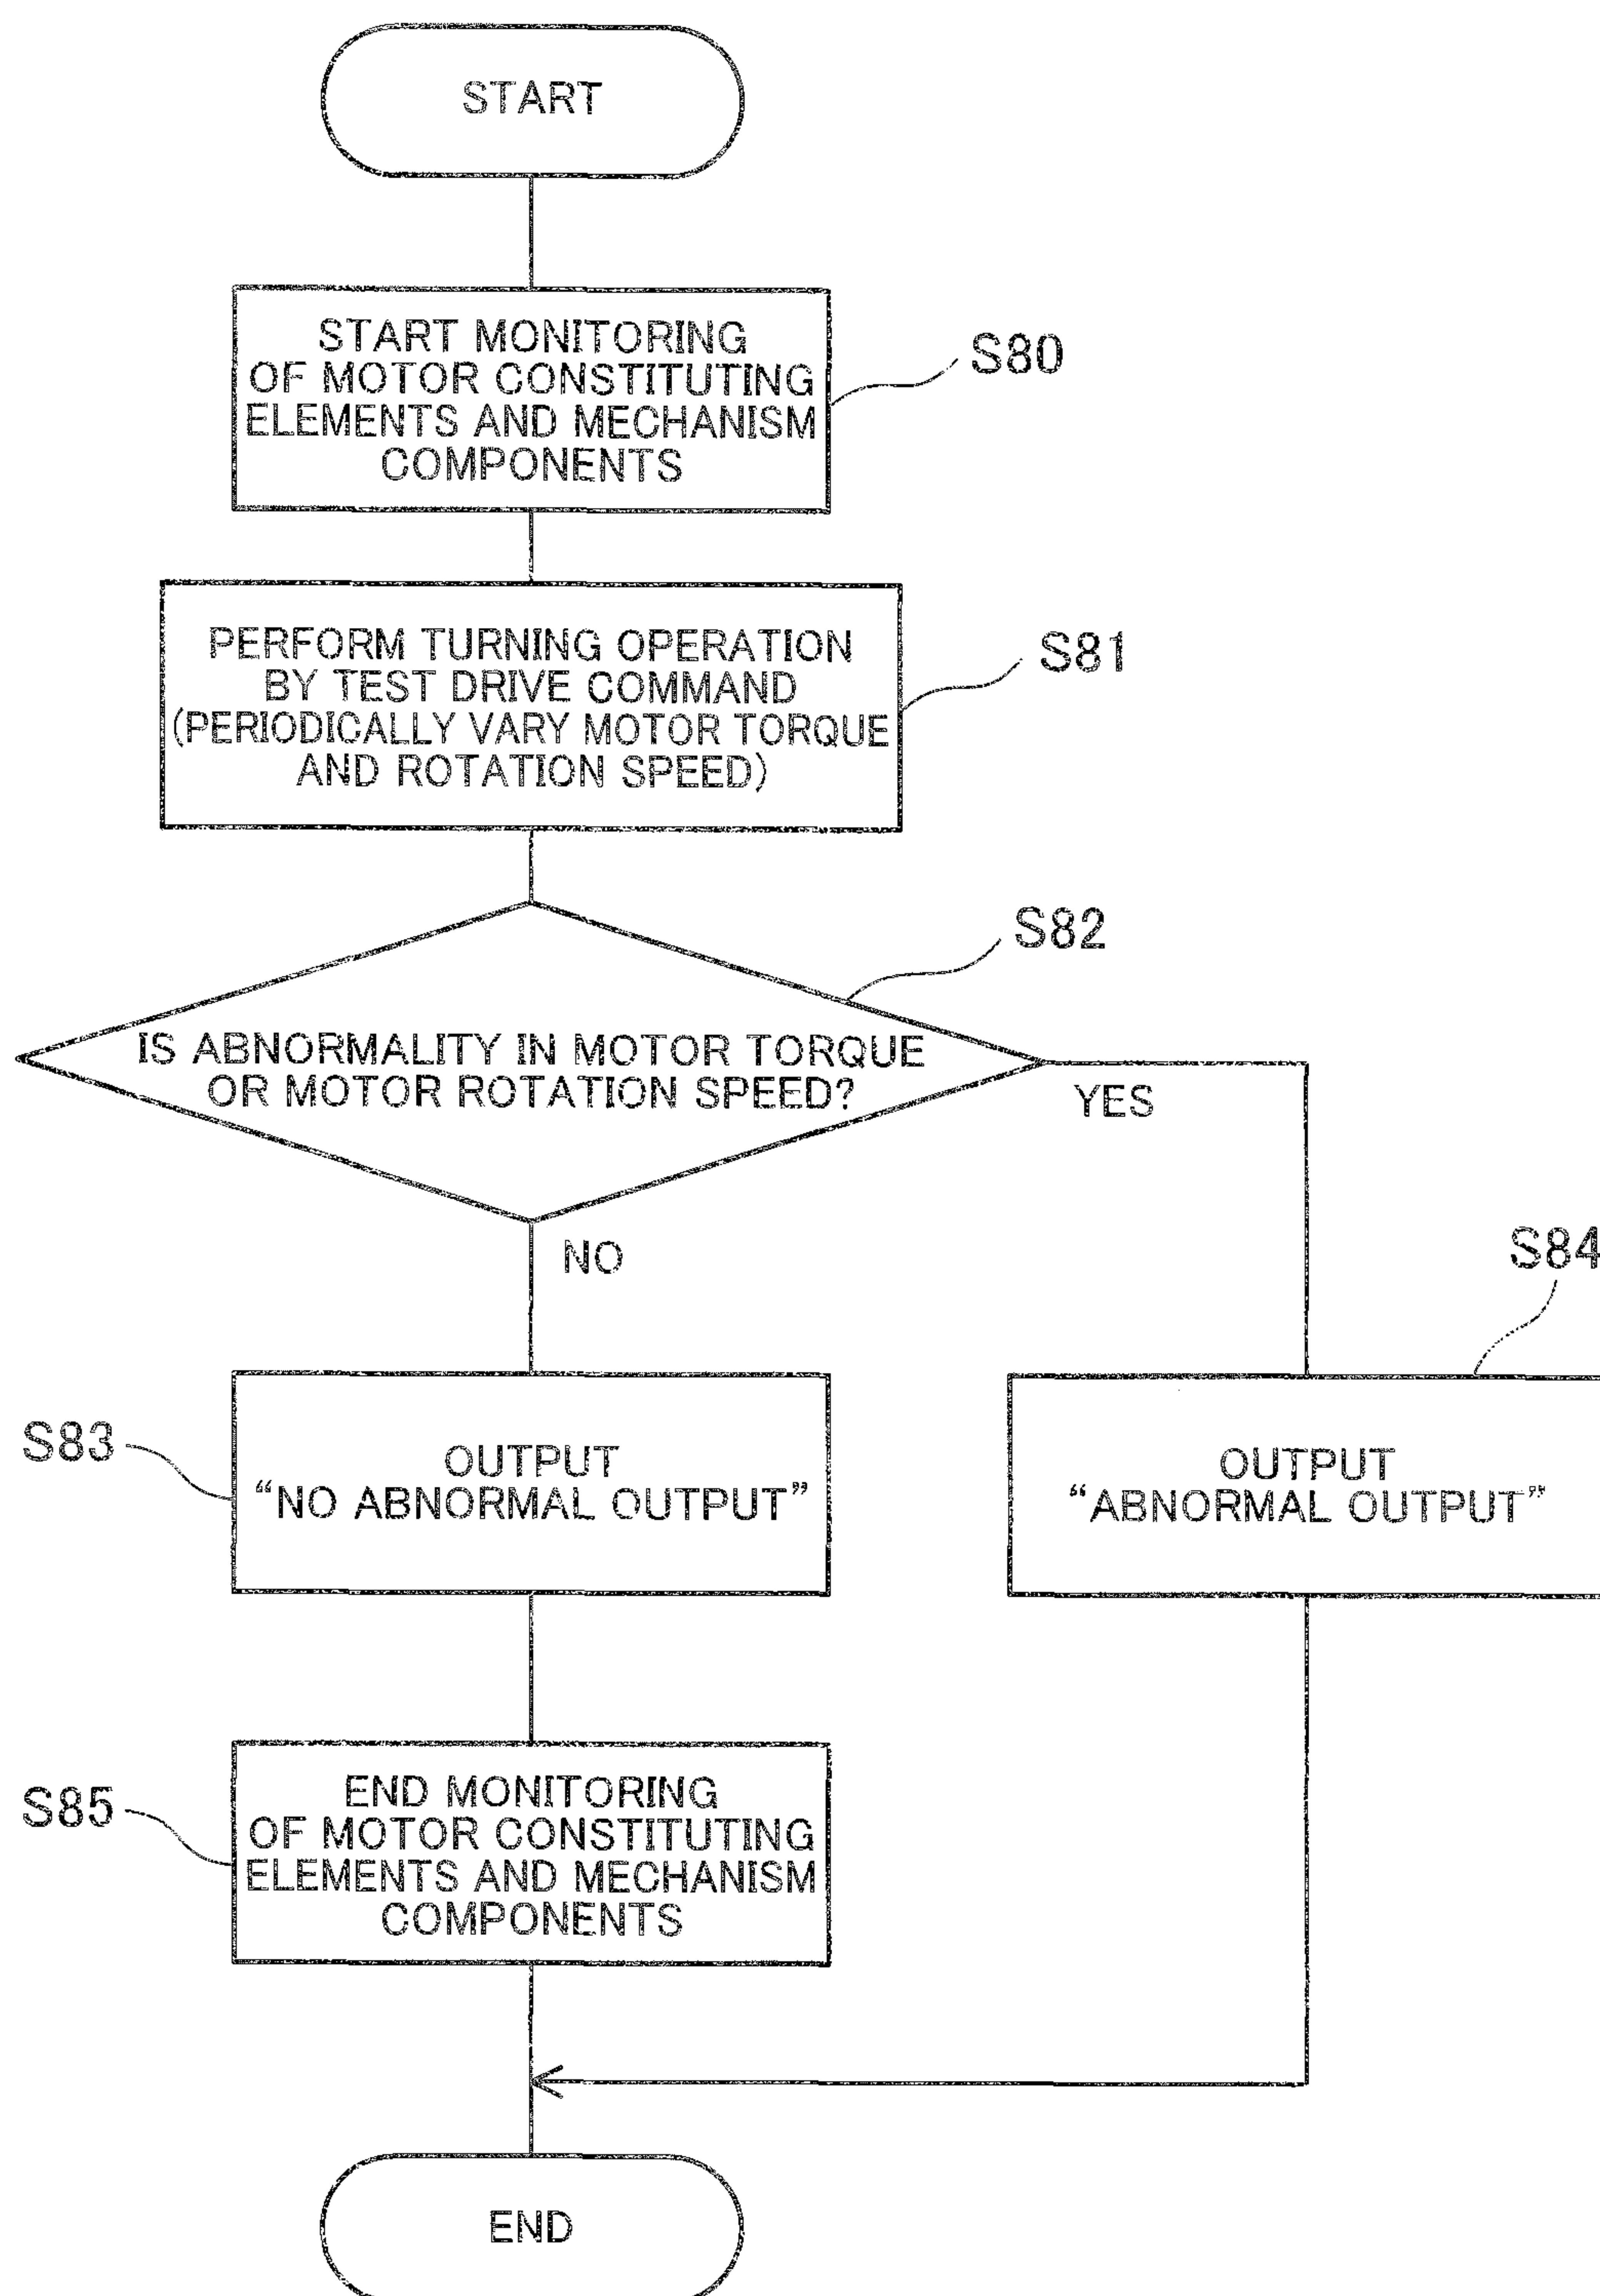 START
START MONITORING
OF MOTOR CONSTITUTING
ELEMENTS AND MECHANISM
COMPONENTS
S80
PERFORM TURNING OPERATION
BY TEST DRIVE COMMAND
(PERIODICALLY VARY MOTOR TORQUE
AND ROTATION SPEED)
S81
S82
IS ABNORMALITY IN MOTOR TORQUE
OR MOTOR ROTATION SPEED?
YES
NO
S84
S83
OUTPUT
“NO ABNORMAL OUTPUT”
OUTPUT
“ABNORMAL OUTPUT”
S85
END MONITORING
OF MOTOR CONSTITUTING
ELEMENTS AND MECHANISM
COMPONENTS
END